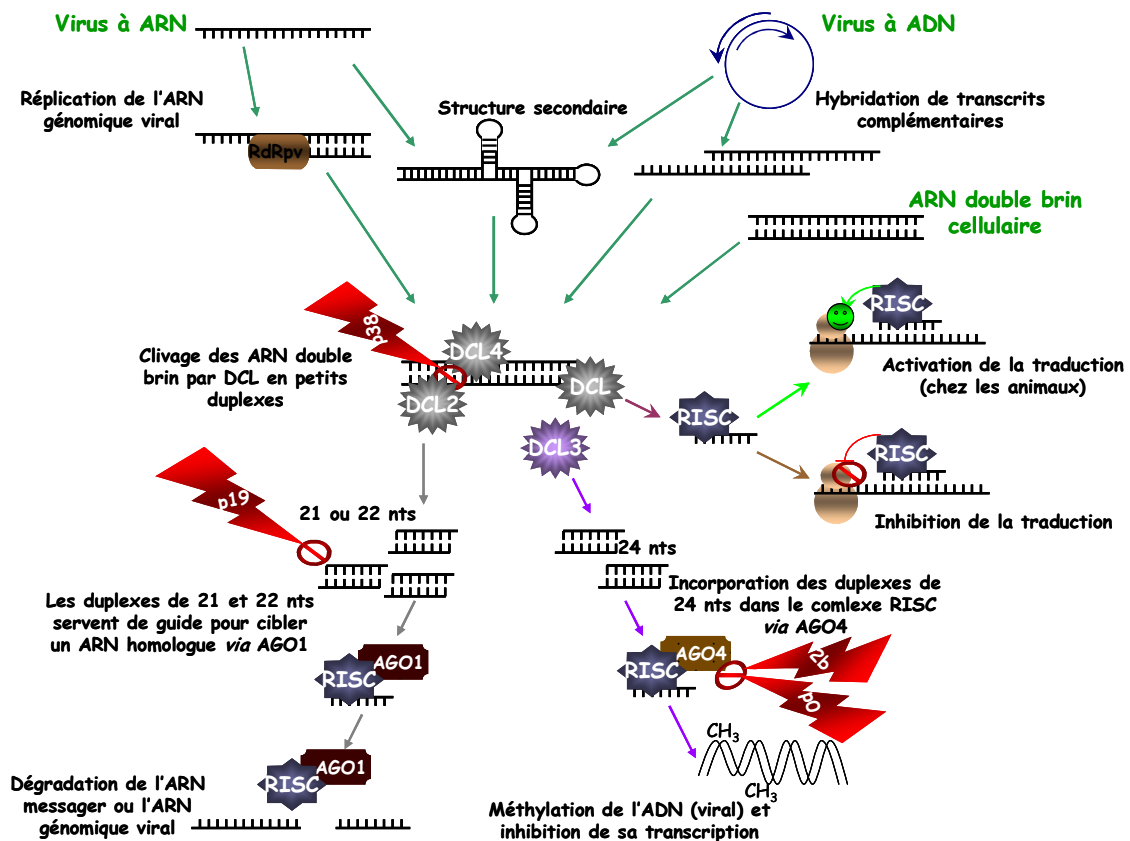 Virus à ARN
Virus à ADN
Réplication de l'ARN
génomique viral
Structure secondaire
Hybridation de transcrits
complémentaires
RdRpv
ARN double brin
cellulaire
p38
Clivage des ARN double
brin par DCL en petits
duplexes
DCL4
DCL2
DCL
DCL3
RISC
RISC
Activation de la traduction
(chez les animaux)
RISC
Inhibition de la traduction
p19
21 ou 22 nts
24 nts
Les duplexes de 21 et 22 nts
servent de guide pour cibler
un ARN homologue via AGO1
Incorporation des duplexes de
24 nts dans le comlexe RISC
via AGO4
AGO1
RISC
AGO4
RISC
2b
p0
AGO1
RISC
CH3
CH3
Dégradation de l'ARN
messager ou l'ARN
génomique viral
Méthylation de l'ADN (viral) et
inhibition de sa transcription